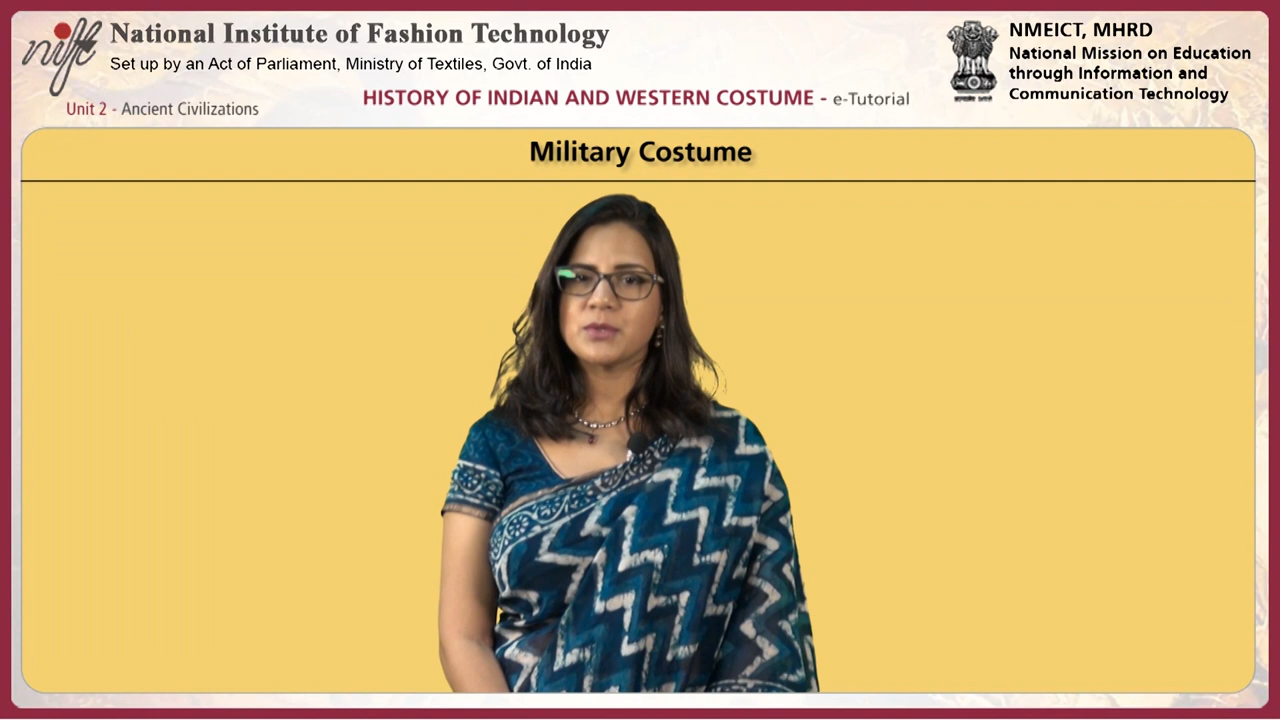 nift
National Institute of Fashion Technology
Set up by an Act of Parliament, Ministry of Textiles, Govt. of India
Unit 2 - Ancient Civilizations
HISTORY OF INDIAN AND WESTERN COSTUME - e-Tutorial
NMEICT, MHRD
National Mission on Education
through Information and
Communication Technology
Military Costume